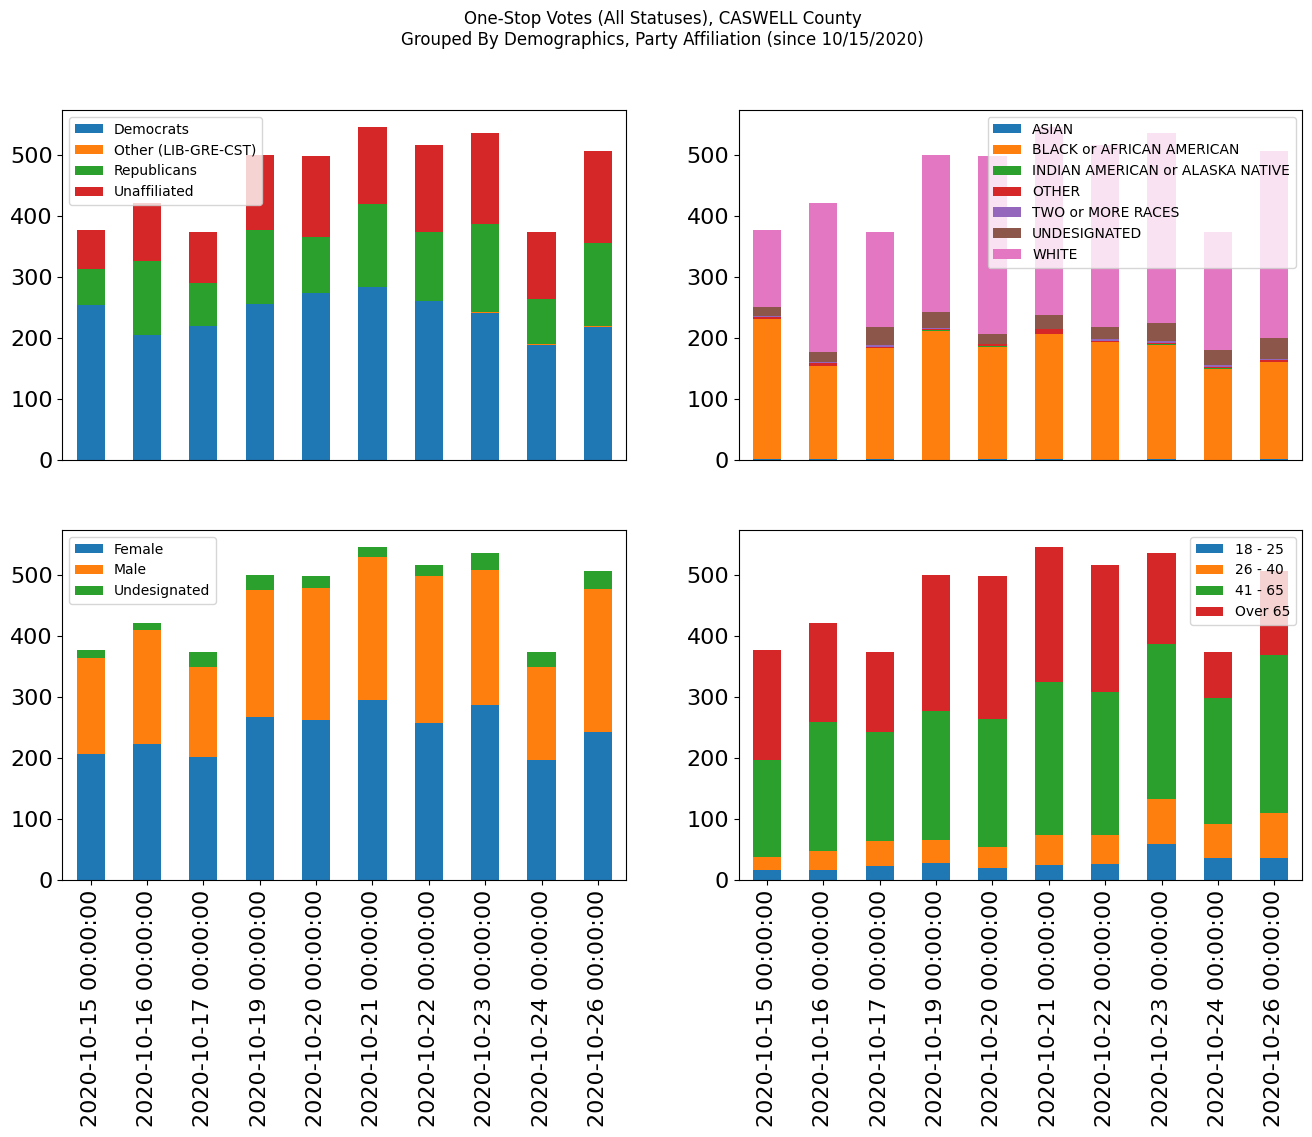 One-Stop Votes (All Statuses), CASWELL County
Grouped By Demographics, Party Affiliation (since 10/15/2020)
500
400
300
200
100
0
Democrats
Other (LIB-GRE-CST)
Republicans
Unaffiliated
500
400
300
200
100
0
ASIAN
BLACK or AFRICAN AMERICAN
INDIAN AMERICAN or ALASKA NATIVE
OTHER
TWO or MORE RACES
UNDESIGNATED
WHITE
500
400
300
200
100
0
Female
Male
Undesignated
2020-10-15 00:00:00
2020-10-16 00:00:00
2020-10-17 00:00:00
2020-10-19 00:00:00
2020-10-20 00:00:00
2020-10-21 00:00:00
2020-10-22 00:00:00
2020-10-23 00:00:00
2020-10-24 00:00:00
2020-10-26 00:00:00
500
400
300
200
100
0
18 - 25
26 - 40
41 - 65
Over 65
2020-10-15 00:00:00
2020-10-16 00:00:00
2020-10-17 00:00:00
2020-10-19 00:00:00
2020-10-20 00:00:00
2020-10-21 00:00:00
2020-10-22 00:00:00
2020-10-23 00:00:00
2020-10-24 00:00:00
2020-10-26 00:00:00